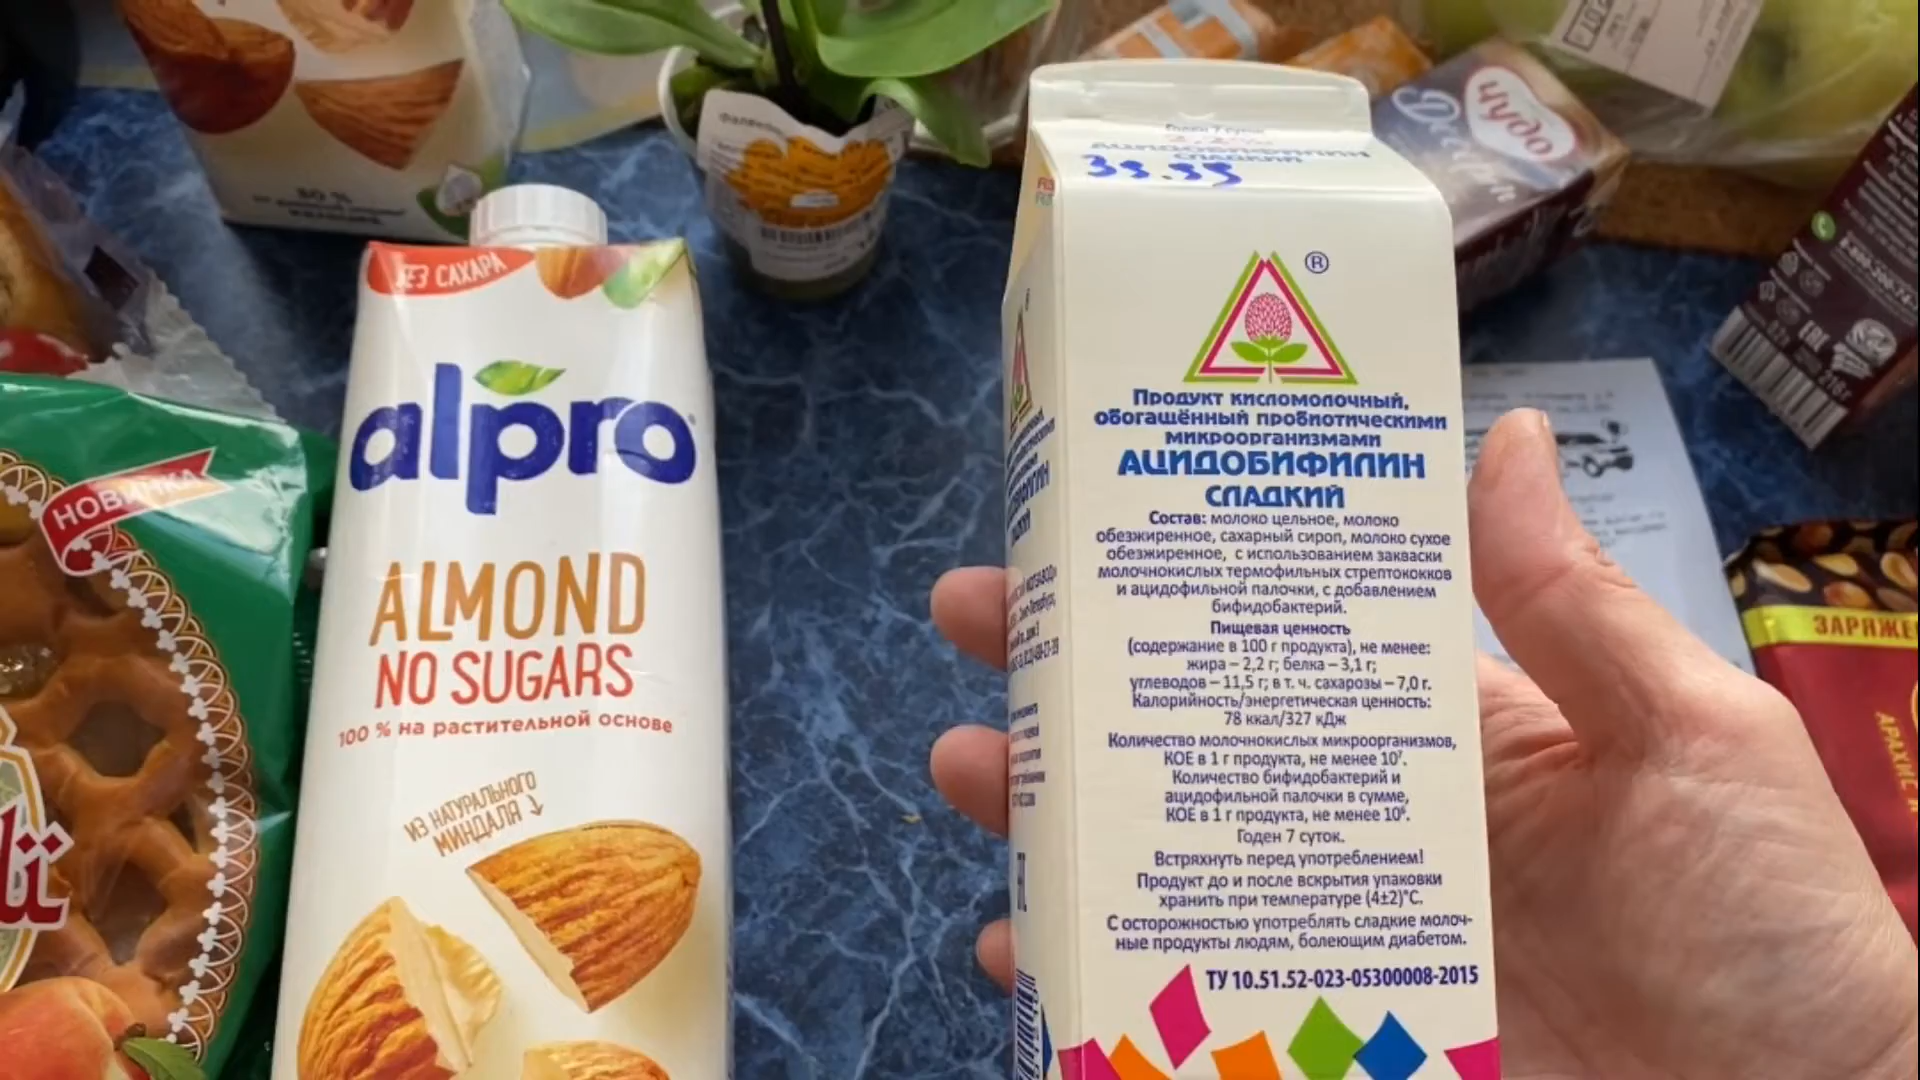 80 %
БЕЗ САХАРА
alpro
ALMOND
NO SUGARS
100 % на растительной основе
ИЗ НАТУРАЛЬНОГО
МИНДАЛЯ
НОВИНКА
АЦИДОБИФИЛИН
СЛАДКИЙ
®
Продукт кисломолочный,
обогащённый пробиотическими
микроорганизмами
АЦИДОБИФИЛИН
СЛАДКИЙ
Состав: молоко цельное, молоко
обезжиренное, сахарный сироп, молоко сухое
обезжиренное, с использованием закваски
молочнокислых термофильных стрептококков
и ацидофильной палочки, с добавлением
бифидобактерий.
Пищевая ценность
(содержание в 100 г продукта), не менее:
жира – 2,2 г; белка – 3,1 г;
углеводов – 11,5 г; в т. ч. сахарозы – 7,0 г.
Калорийность/энергетическая ценность:
78 ккал/327 кДж
Количество молочнокислых микроорганизмов,
КОЕ в 1 г продукта, не менее 10⁷.
Количество бифидобактерий и
ацидофильной палочки в сумме,
КОЕ в 1 г продукта, не менее 10⁶.
Годен 7 суток.
Встряхнуть перед употреблением!
Продукт до и после вскрытия упаковки
хранить при температуре (4±2)°С.
С осторожностью употреблять сладкие молоч-
ные продукты людям, болеющим диабетом.
ТУ 10.51.52-023-05300008-2015
ЗАРЯЖЕ
АРАХИС
EAC